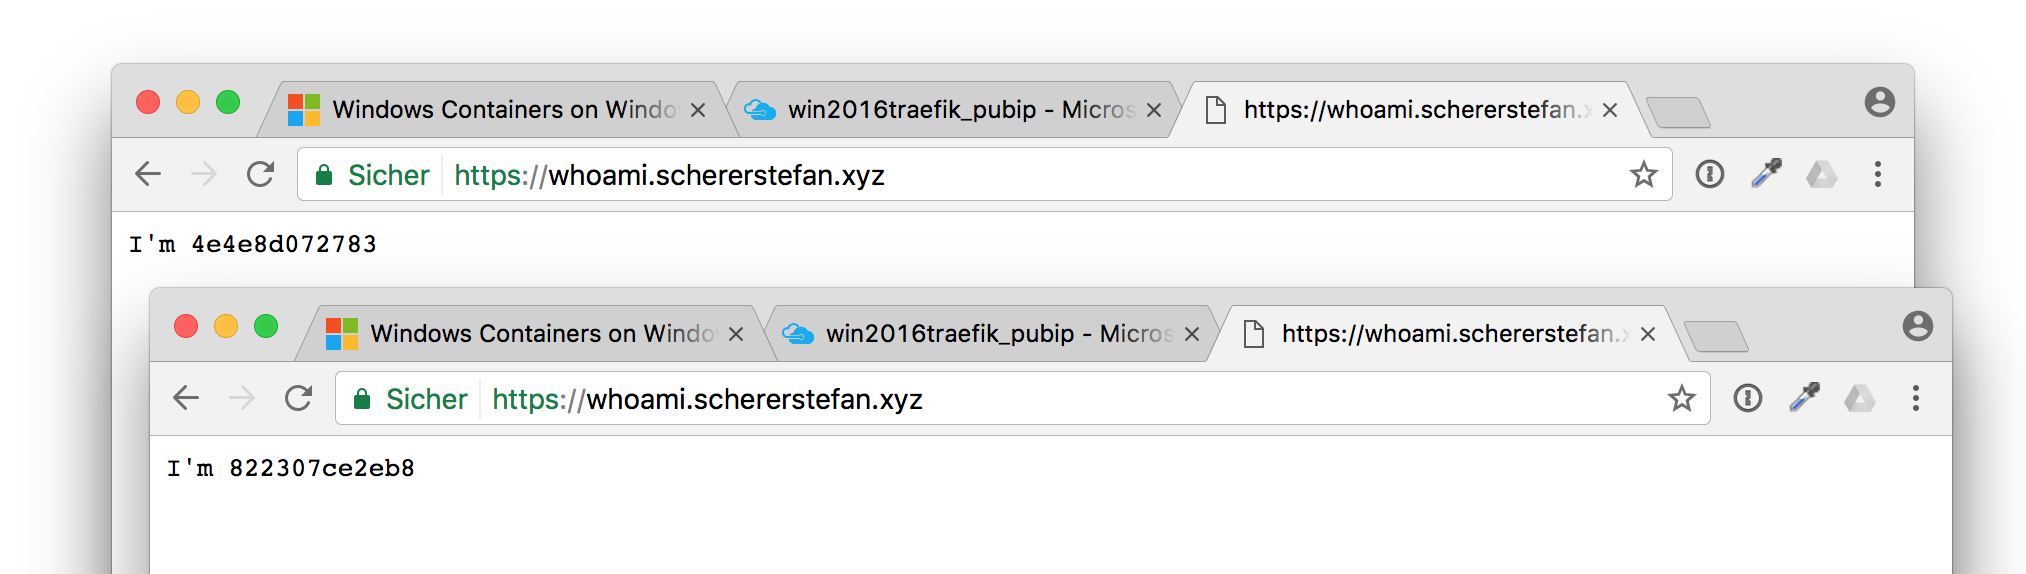 Windows Containers on Windo
win2016traefik_pubip - Micros
https://whoami.schererstefan.x
Sicher
https://whoami.schererstefan.xyz
I'm 4e4e8d072783
Windows Containers on Windo
win2016traefik_pubip - Micros
https://whoami.schererstefan.x
Sicher
https://whoami.schererstefan.xyz
I'm 822307ce2eb8